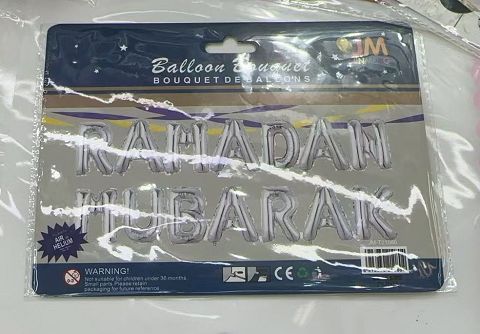 JM
Balloon Bouquet
BOUQUET DE BALLONS
RAMADAN
MUBARAK
AIR
HELIUM
WARNING!
Not suitable for children under 36 months.
Small parts. Please retain
packaging for future reference.
CE